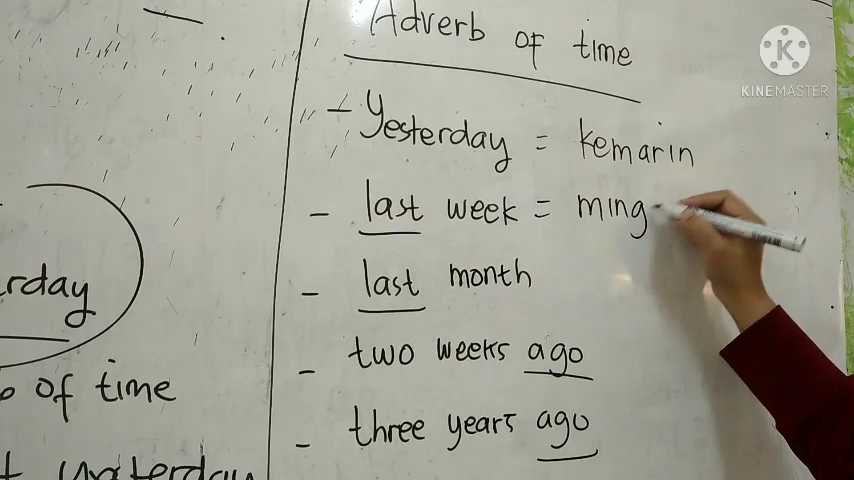 Adverb of time
KINEMASTER
- Yesterday = kemarin
- last week = ming
- last month
- two weeks ago
- three years ago
rday
of time
yesterday